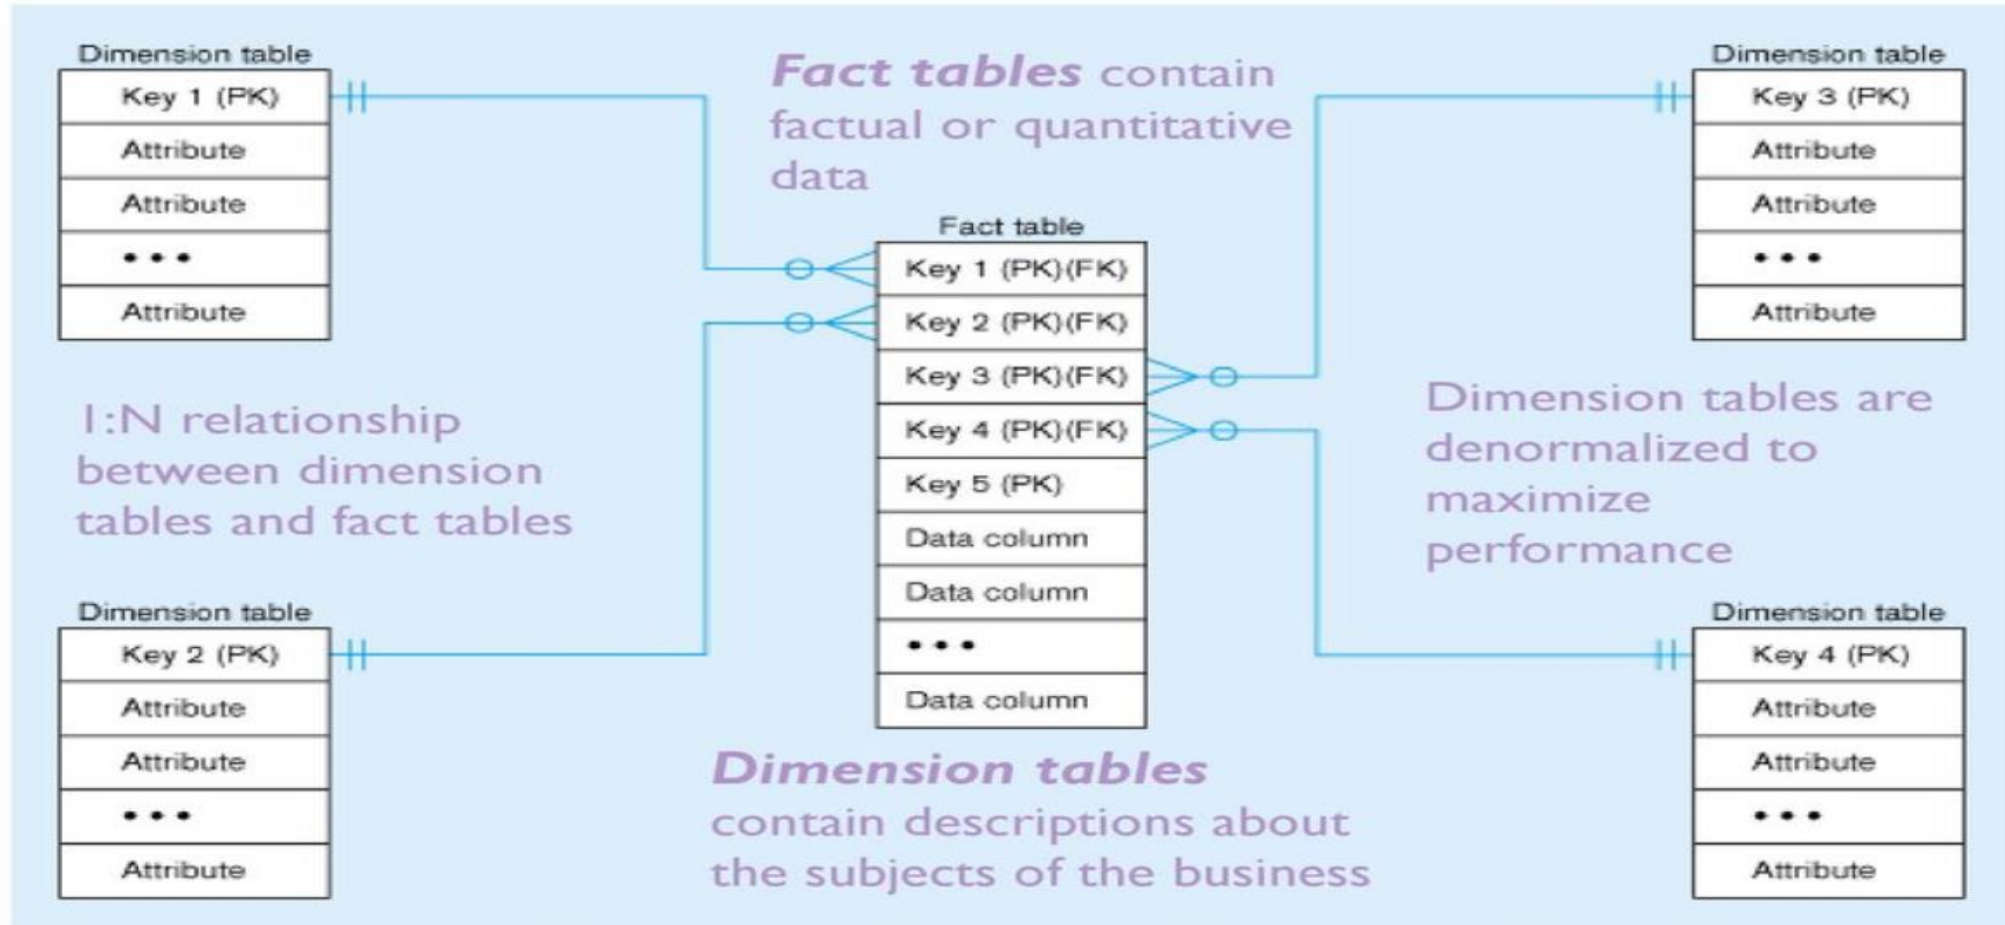 Dimension table
Key 1 (PK)
Attribute
Attribute
•••
Attribute
Fact tables contain
factual or quantitative
data
Dimension table
Key 3 (PK)
Attribute
Attribute
•••
Attribute
Fact table
Key 1 (PK)(FK)
Key 2 (PK)(FK)
Key 3 (PK)(FK)
Key 4 (PK)(FK)
Key 5 (PK)
Data column
Data column
•••
Data column
1:N relationship
between dimension
tables and fact tables
Dimension tables are
denormalized to
maximize
performance
Dimension table
Key 2 (PK)
Attribute
Attribute
•••
Attribute
Dimension tables
contain descriptions about
the subjects of the business
Dimension table
Key 4 (PK)
Attribute
Attribute
•••
Attribute